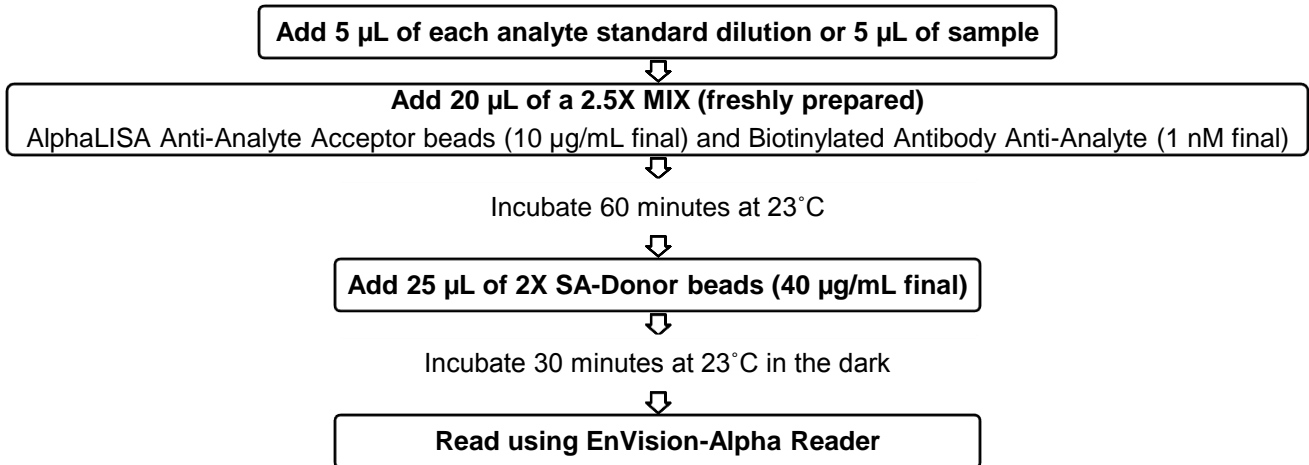 Add 5 µL of each analyte standard dilution or 5 µL of sample
Add 20 µL of a 2.5X MIX (freshly prepared)
AlphaLISA Anti-Analyte Acceptor beads (10 µg/mL final) and Biotinylated Antibody Anti-Analyte (1 nM final)
Incubate 60 minutes at 23˚C
Add 25 µL of 2X SA-Donor beads (40 µg/mL final)
Incubate 30 minutes at 23˚C in the dark
Read using EnVision-Alpha Reader